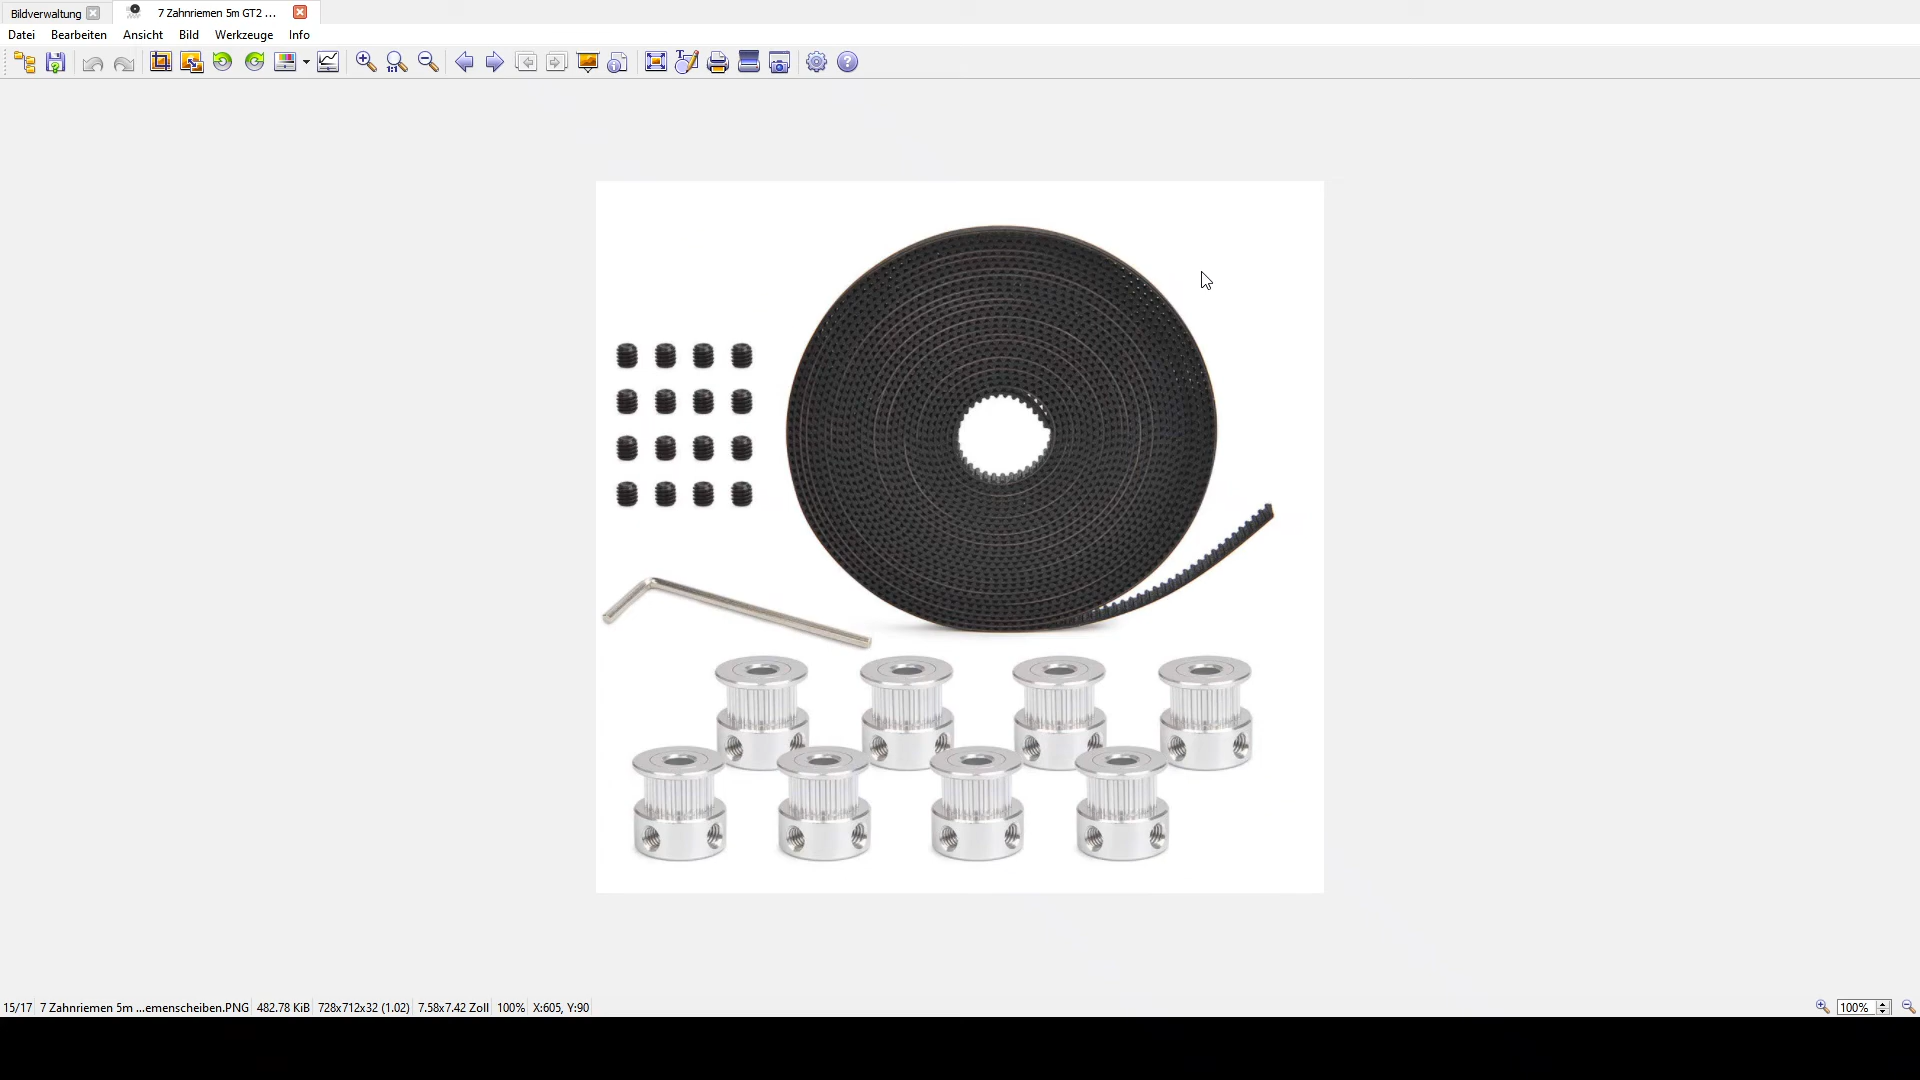 Bildverwaltung
7 Zahnriemen 5m GT2 ...
Datei Bearbeiten Ansicht Bild Werkzeuge Info
15/17 7 Zahnriemen 5m ...emenscheiben.PNG 482.78 KiB 728x712x32 (1.02) 7.58x7.42 Zoll 100% X:605, Y:90 100%